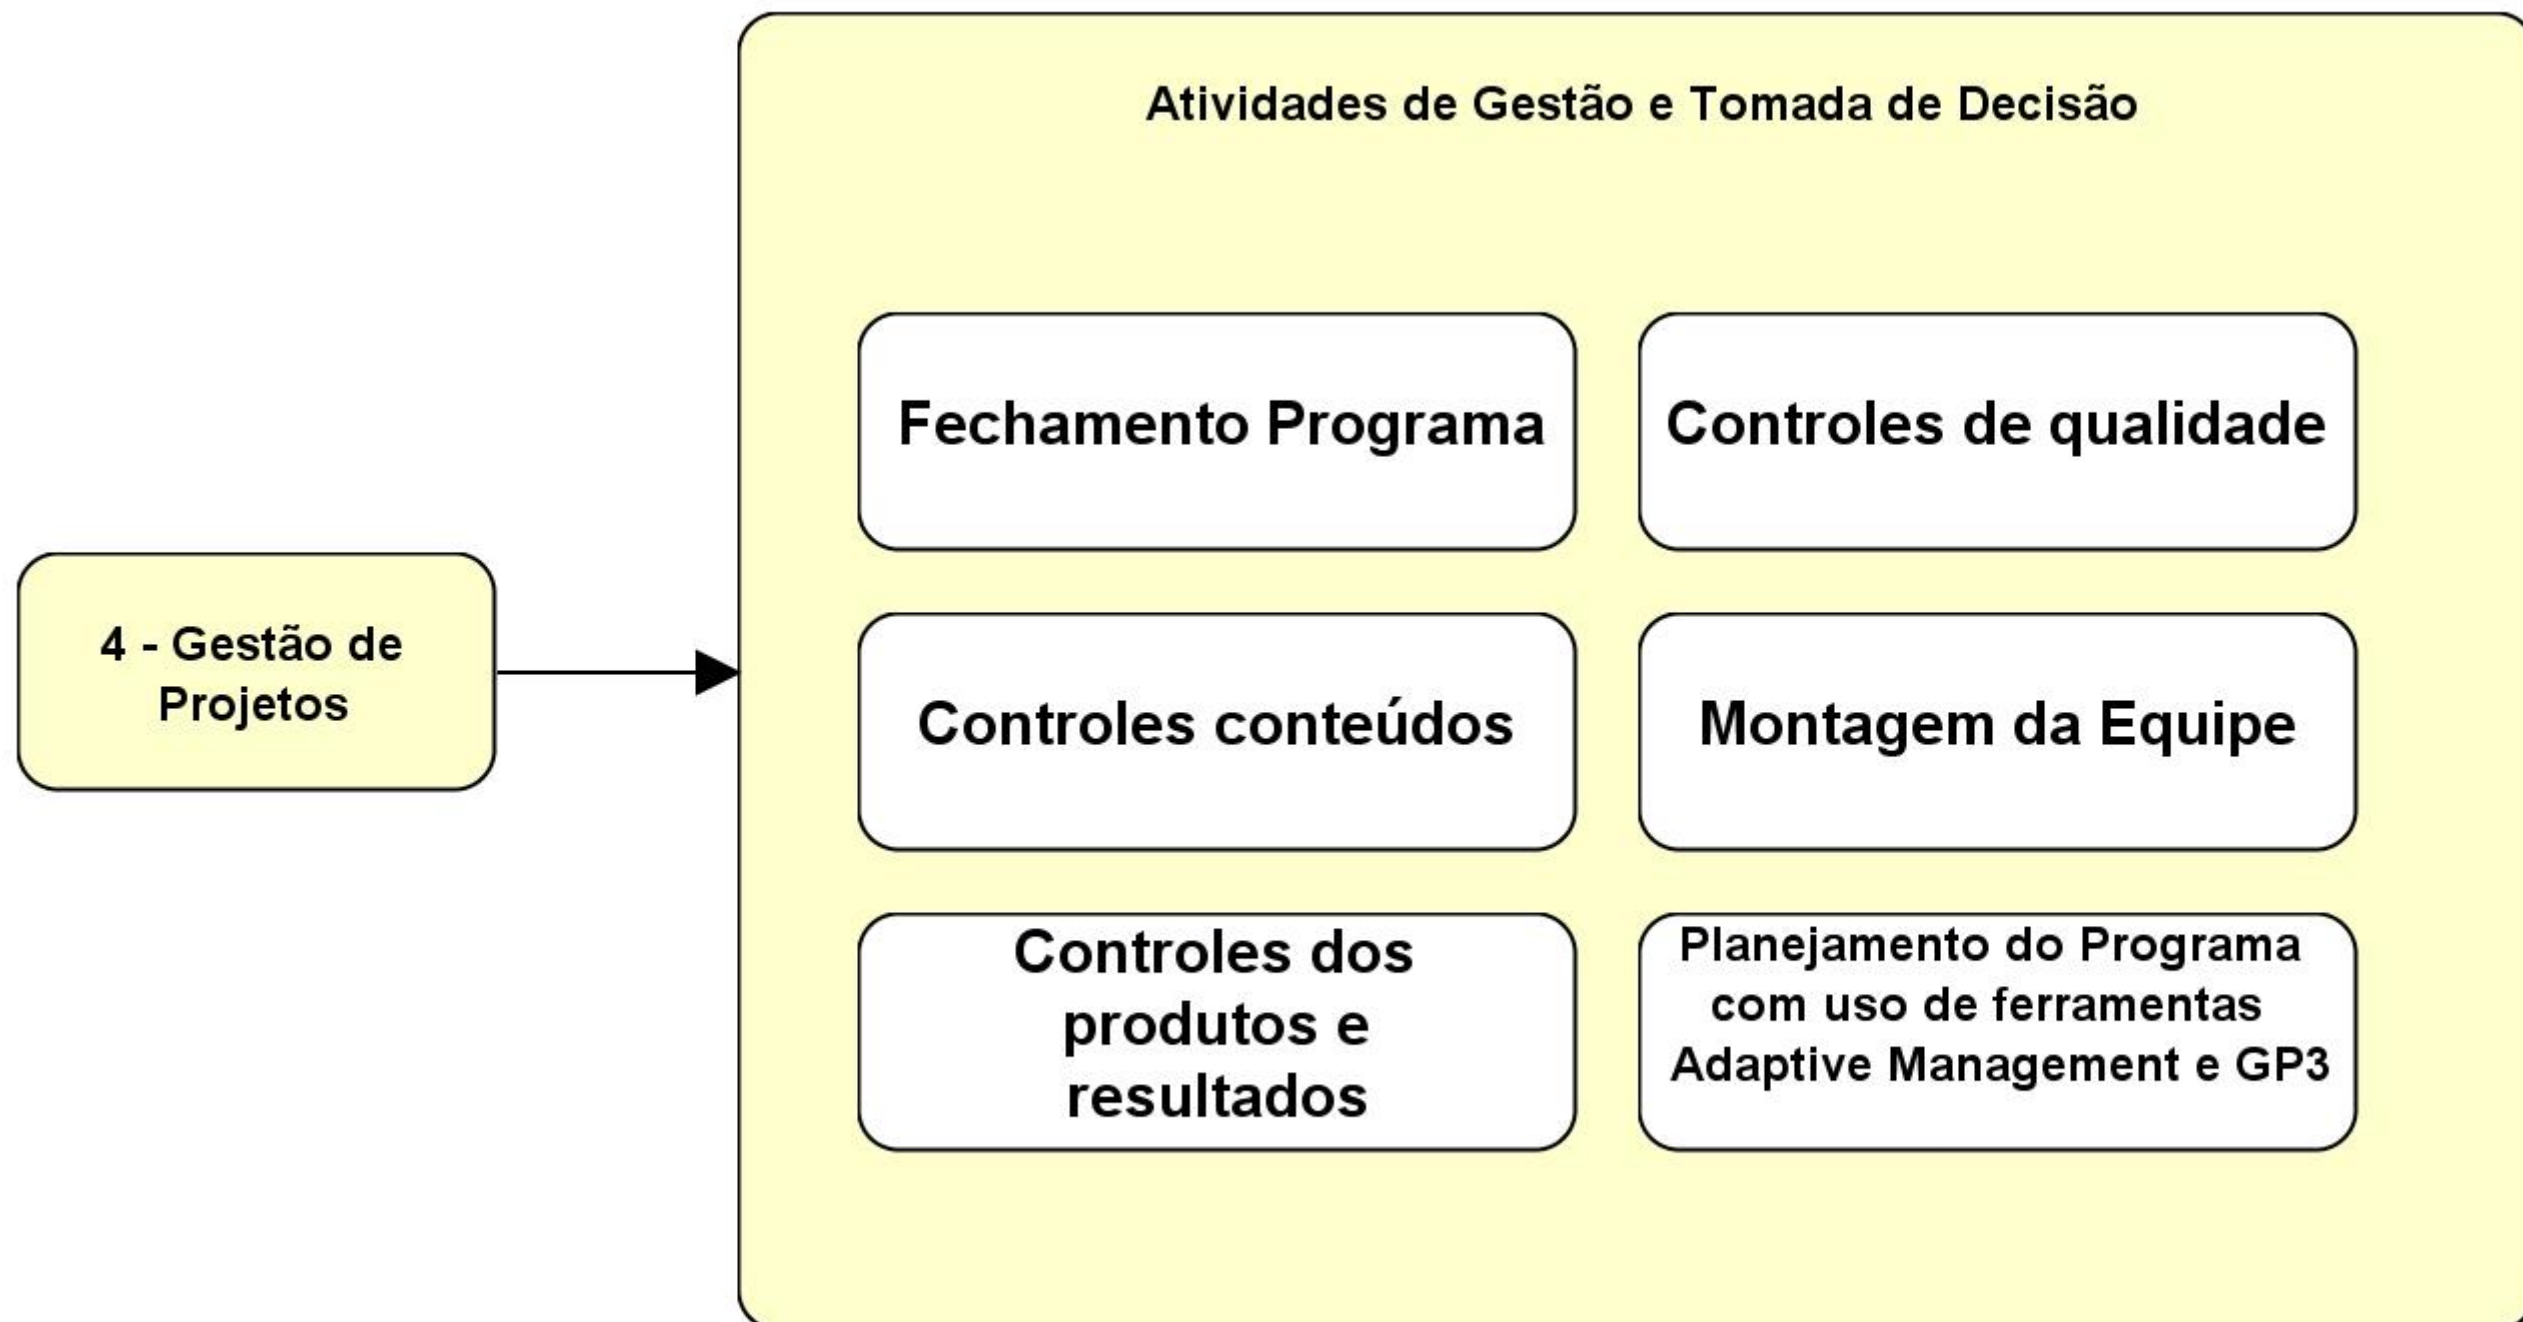 Atividades de Gestão e Tomada de Decisão
Fechamento Programa
Controles de qualidade
4 - Gestão de
Projetos
Controles conteúdos
Montagem da Equipe
Controles dos
produtos e
resultados
Planejamento do Programa
com uso de ferramentas
Adaptive Management e GP3